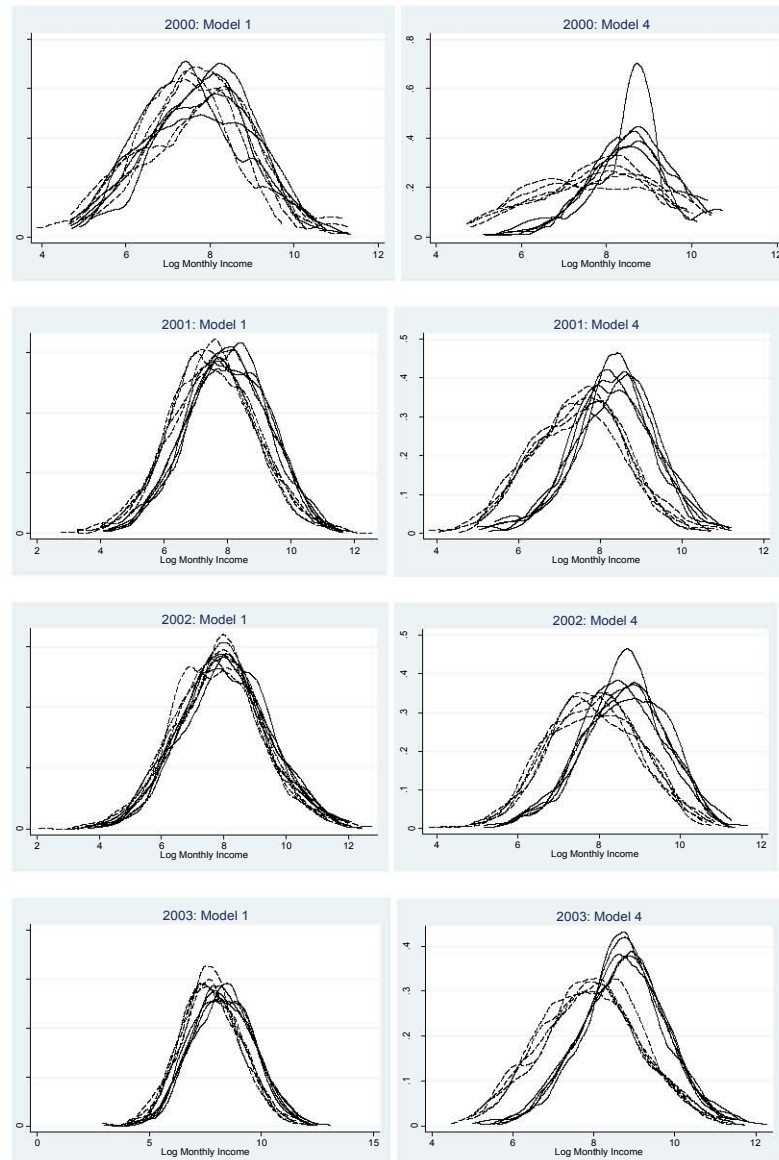 2000: Model 1
0
4 6 8 10 12
Log Monthly Income
2000: Model 4
.8
.6
.4
.2
0
4 6 8 10 12
Log Monthly Income
2001: Model 1
0
2 4 6 8 10 12
Log Monthly Income
2001: Model 4
.5
.4
.3
.2
.1
0
4 6 8 10 12
Log Monthly Income
2002: Model 1
0
2 4 6 8 10 12
Log Monthly Income
2002: Model 4
.5
.4
.3
.2
.1
0
4 6 8 10 12
Log Monthly Income
2003: Model 1
0
0 5 10 15
Log Monthly Income
2003: Model 4
.4
.3
.2
.1
0
4 6 8 10 12
Log Monthly Income